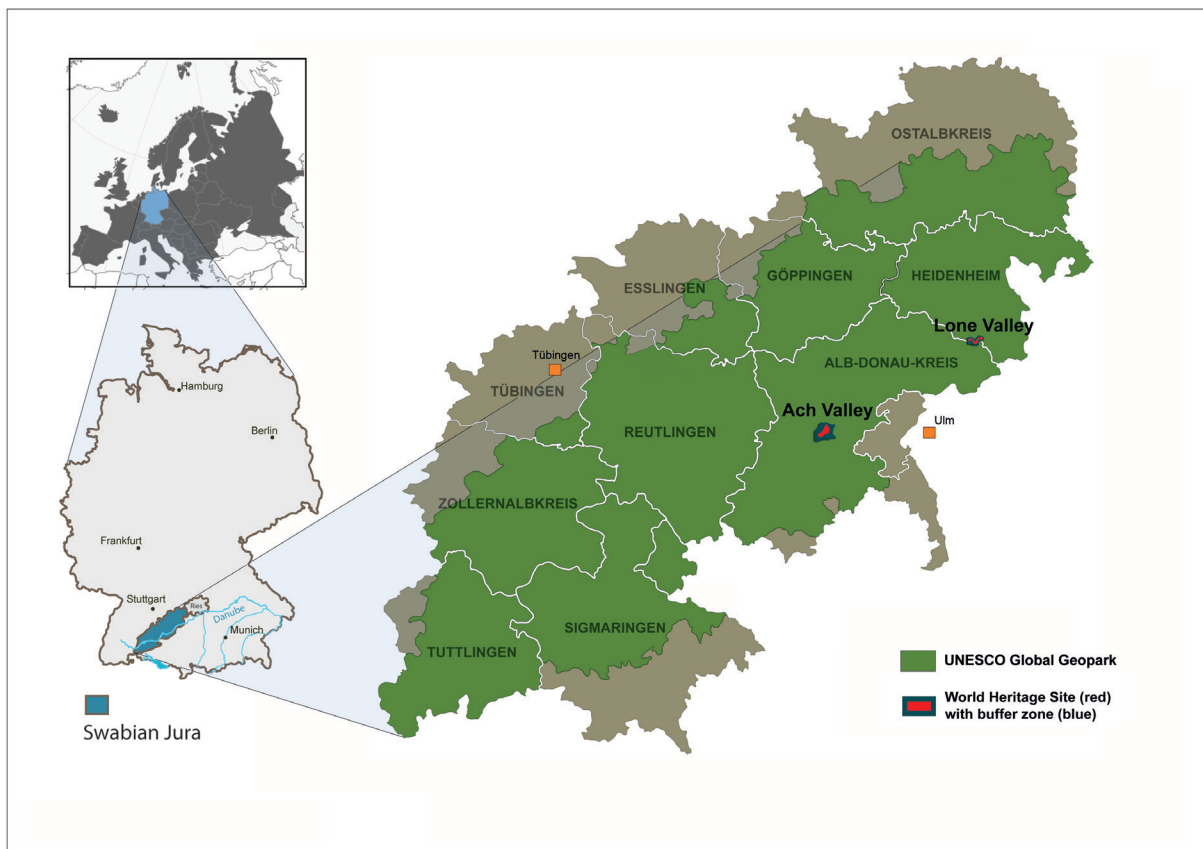 OSTALBKREIS
GÖPPINGEN
HEIDENHEIM
ESSLINGEN
Lone Valley
Tübingen
ALB-DONAU-KREIS
TÜBINGEN
Ach Valley
Ulm
REUTLINGEN
ZOLLERNALBKREIS
SIGMARINGEN
TUTTLINGEN
Hamburg
Berlin
Frankfurt
Stuttgart
Ries
Danube
Munich
Swabian Jura
UNESCO Global Geopark
World Heritage Site (red)
with buffer zone (blue)